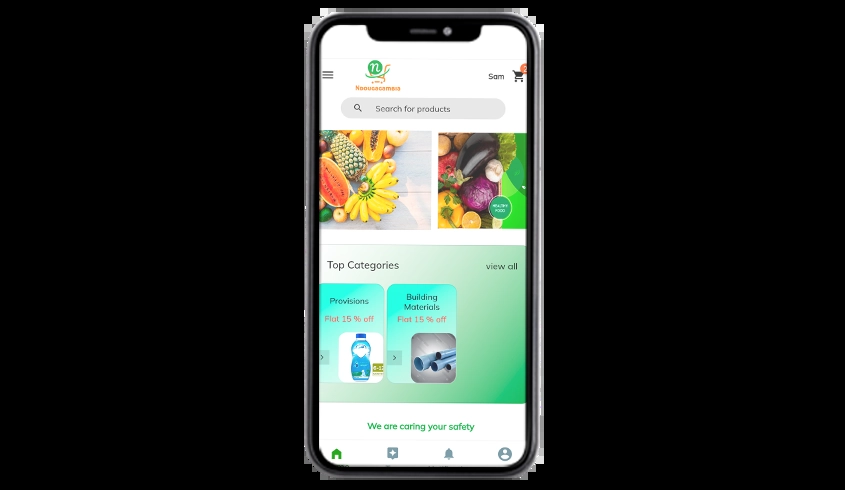 n
Sam
2
Search for products
HEALTHY
FOOD
Top Categories
view all
Provisions
Flat 15 % off
Building
Materials
Flat 15 % off
We are caring your safety